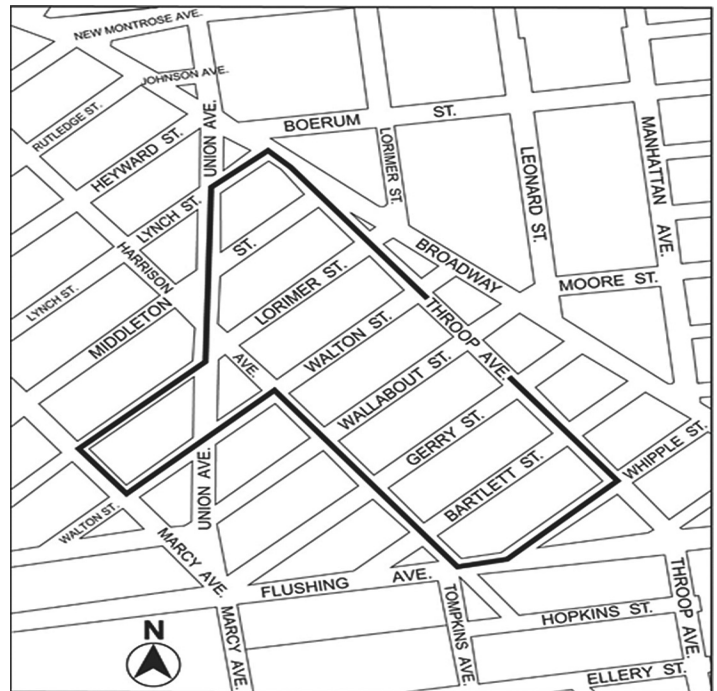 NEW MONTROSE AVE.
JOHNSON AVE.
RUTLEDGE ST.
UNION AVE.
BOERUM ST.
HEYWARD ST.
LORIMER ST.
MANHATTAN AVE.
LEONARD ST.
LYNCH ST.
HARRISON AVE.
ST.
BROADWAY
MOORE ST.
LYNCH ST.
LORIMER ST.
MIDDLETON
THROOP AVE.
WALTON ST.
WALLABOUT ST.
GERRY ST.
WHIPPLE ST.
UNION AVE.
BARTLETT ST.
WALTON ST.
MARCY AVE.
FLUSHING AVE.
THROOP AVE.
TOMPKINS AVE.
MARCY AVE.
HOPKINS ST.
N
ELLERY ST.